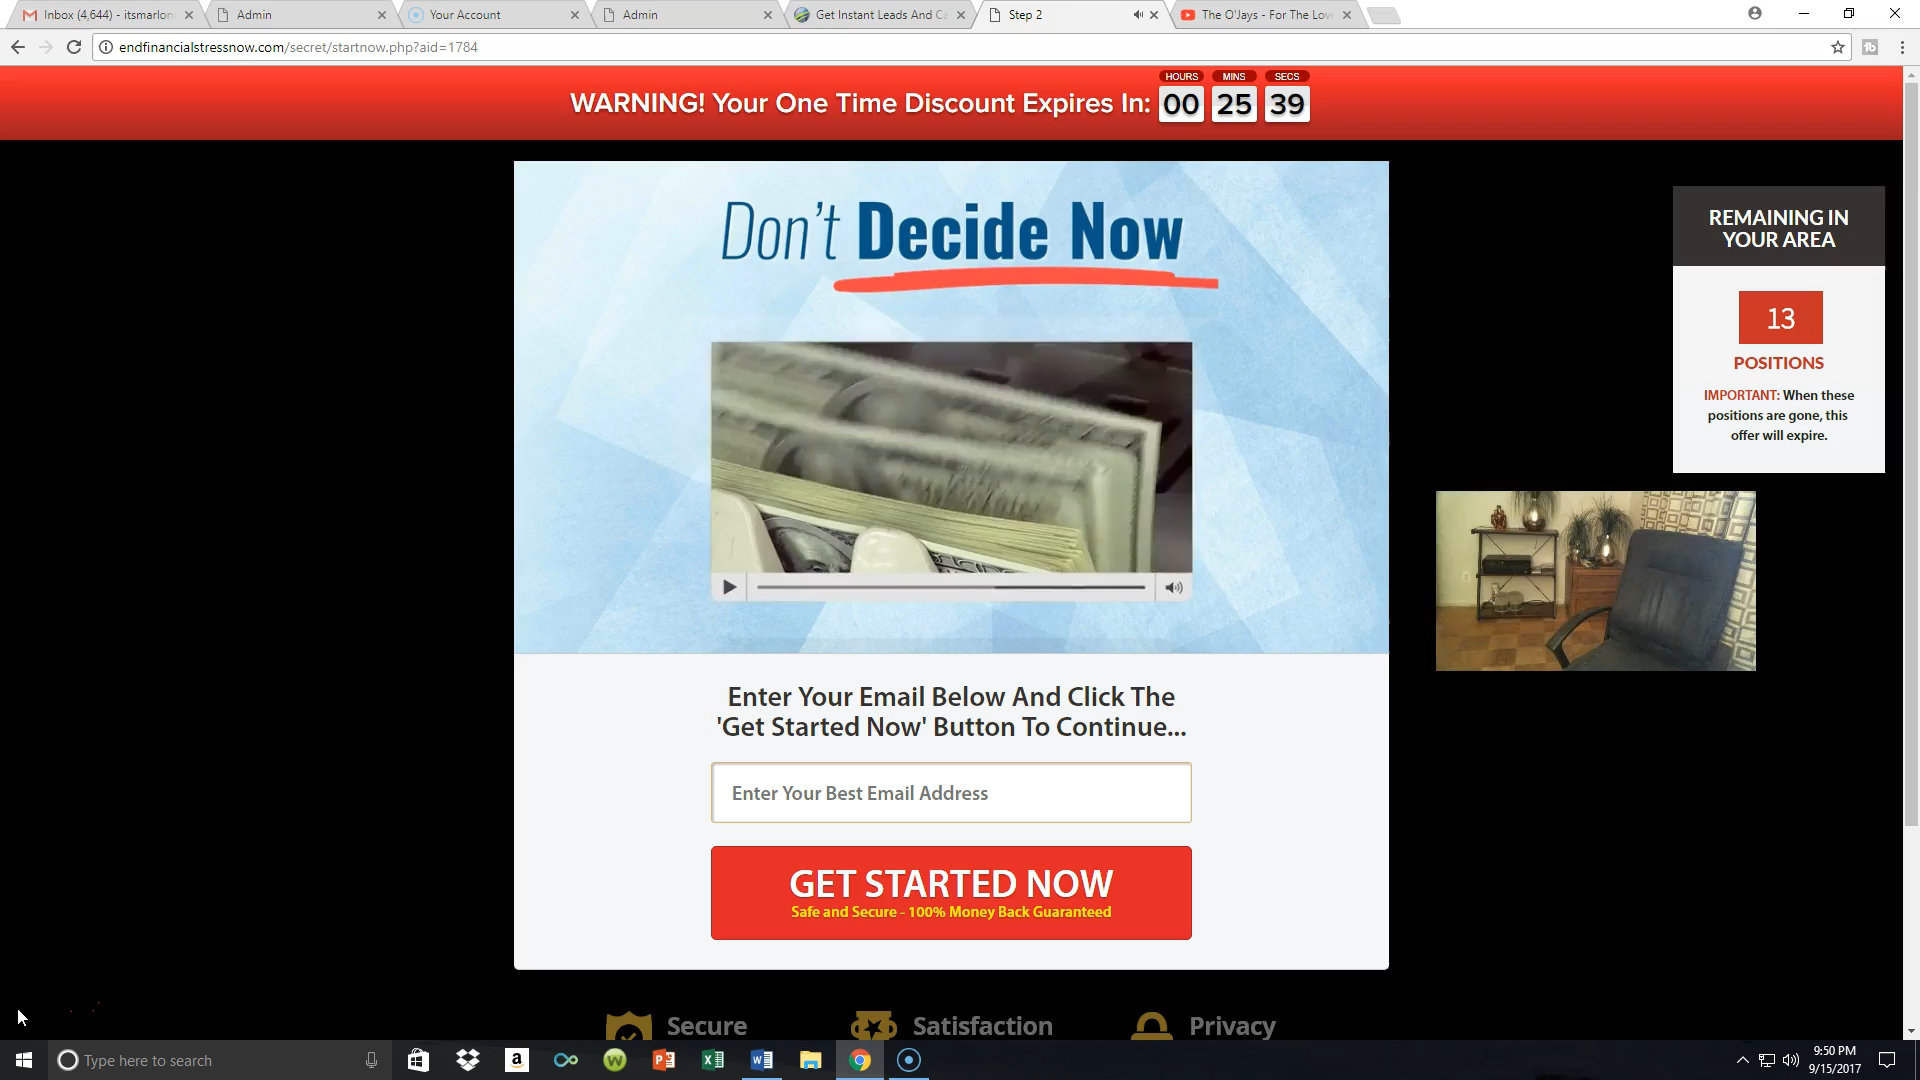 Inbox (4,644) - itsmarlon
Admin
Your Account
Admin
Get Instant Leads And Ca
Step 2
The O'Jays - For The Lov
endfinancialstressnow.com/secret/startnow.php?aid=1784
WARNING! Your One Time Discount Expires In:
HOURS MINS SECS
00 25 39
Don't Decide Now
REMAINING IN
YOUR AREA
13
POSITIONS
IMPORTANT: When these
positions are gone, this
offer will expire.
Enter Your Email Below And Click The
'Get Started Now' Button To Continue...
Enter Your Best Email Address
GET STARTED NOW
Safe and Secure - 100% Money Back Guaranteed
Secure
Satisfaction
Privacy
Type here to search
9:50 PM
9/15/2017